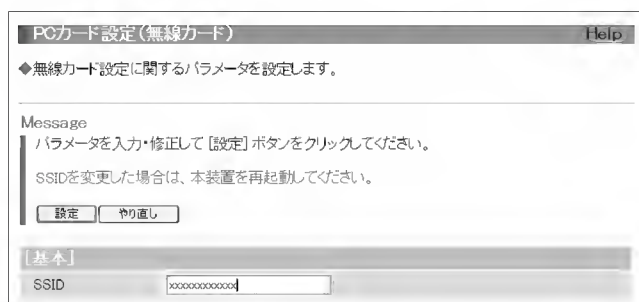 PCカード設定(無線カード)
Help
◆無線カード設定に関するパラメータを設定します。
Message
パラメータを入力・修正して [設定] ボタンをクリックしてください。
SSIDを変更した場合は、本装置を再起動してください。
設定 やり直し
[基本]
SSID xxxxxxxxxxxx